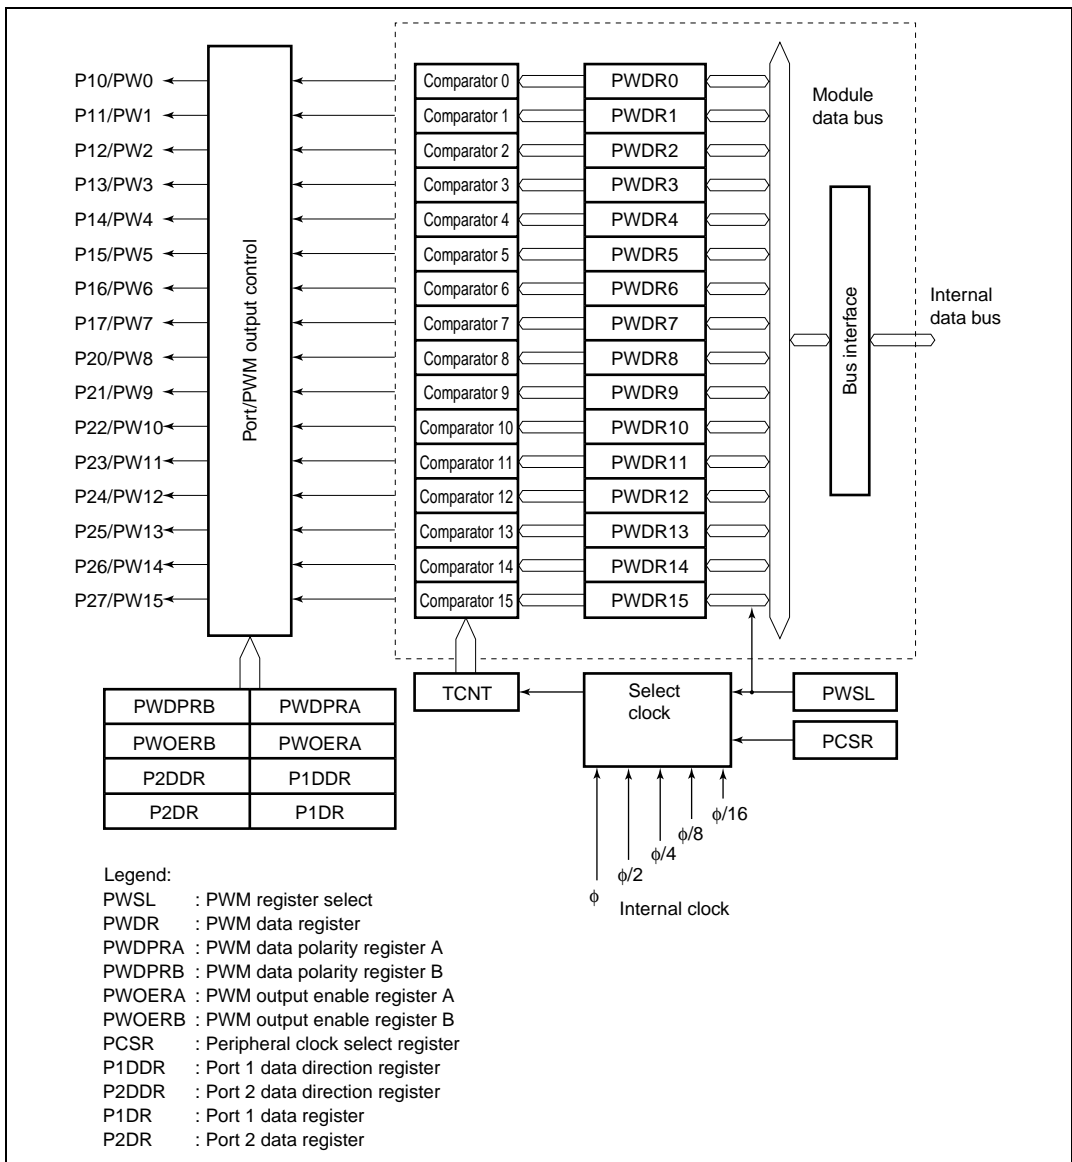 P10/PW0 Comparator 0 PWDR0
Module
data bus
P11/PW1 Comparator 1 PWDR1
P12/PW2 Comparator 2 PWDR2
P13/PW3 Comparator 3 PWDR3
P14/PW4 Comparator 4 PWDR4
P15/PW5 Comparator 5 PWDR5
P16/PW6 Comparator 6 PWDR6
P17/PW7 Comparator 7 PWDR7
P20/PW8 Comparator 8 PWDR8
P21/PW9 Comparator 9 PWDR9
P22/PW10 Comparator 10 PWDR10
P23/PW11 Comparator 11 PWDR11
P24/PW12 Comparator 12 PWDR12
P25/PW13 Comparator 13 PWDR13
P26/PW14 Comparator 14 PWDR14
P27/PW15 Comparator 15 PWDR15
Port/PWM output control
Bus interface
Internal
data bus
TCNT
Select
clock
PWSL
PCSR
PWDPRB PWDPRA
PWOERB PWOERA
P2DDR P1DDR
P2DR P1DR
ϕ/16
ϕ/8
ϕ/4
ϕ/2
ϕ
Internal clock
Legend:
PWSL : PWM register select
PWDR : PWM data register
PWDPRA : PWM data polarity register A
PWDPRB : PWM data polarity register B
PWOERA : PWM output enable register A
PWOERB : PWM output enable register B
PCSR : Peripheral clock select register
P1DDR : Port 1 data direction register
P2DDR : Port 2 data direction register
P1DR : Port 1 data register
P2DR : Port 2 data register